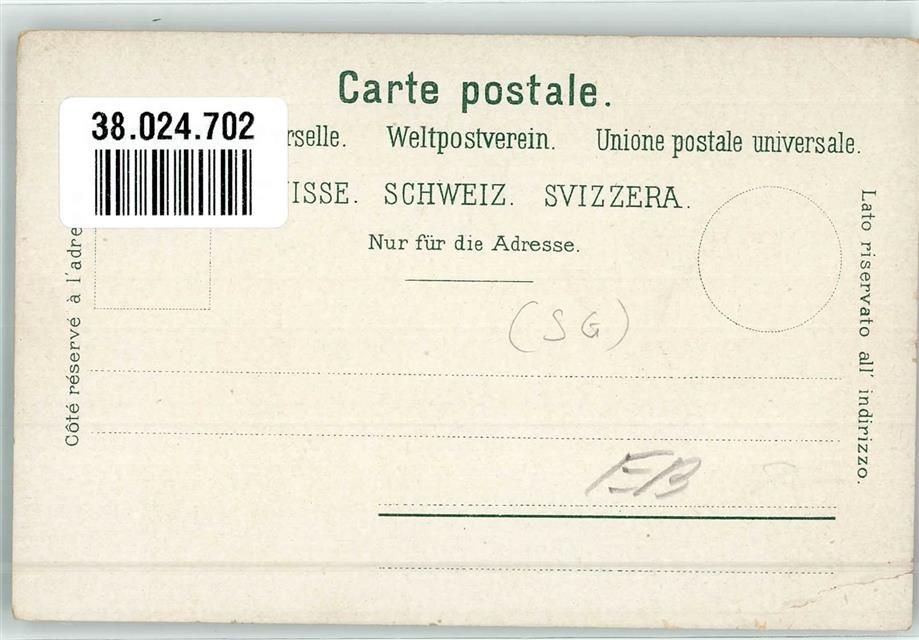 Carte postale.
38.024.702
rselle. Weltpostverein. Unione postale universale.
ISSE. SCHWEIZ. SVIZZERA.
Nur für die Adresse.
Côté réservé à l'adre
Lato riservato all' indirizzo.
(SG)
EB